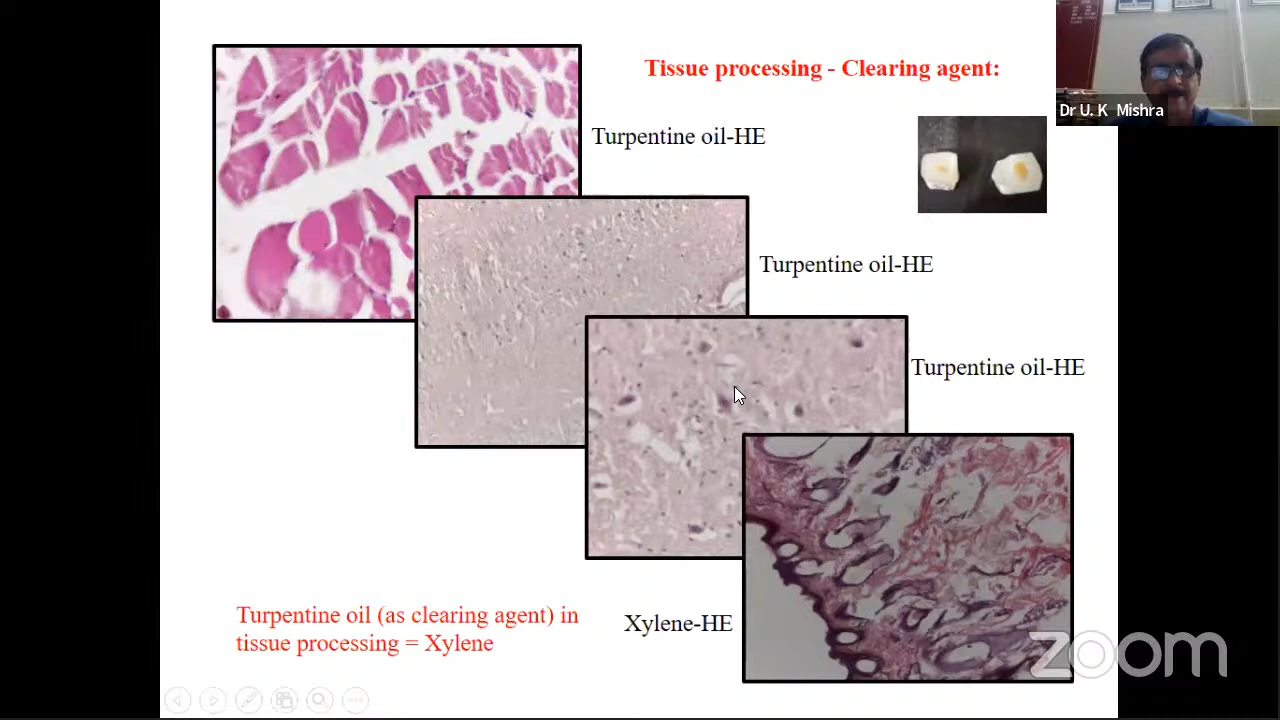 Tissue processing - Clearing agent:
Dr U. K Mishra
Turpentine oil-HE
Turpentine oil-HE
Turpentine oil-HE
Turpentine oil (as clearing agent) in
tissue processing = Xylene
Xylene-HE
zoom